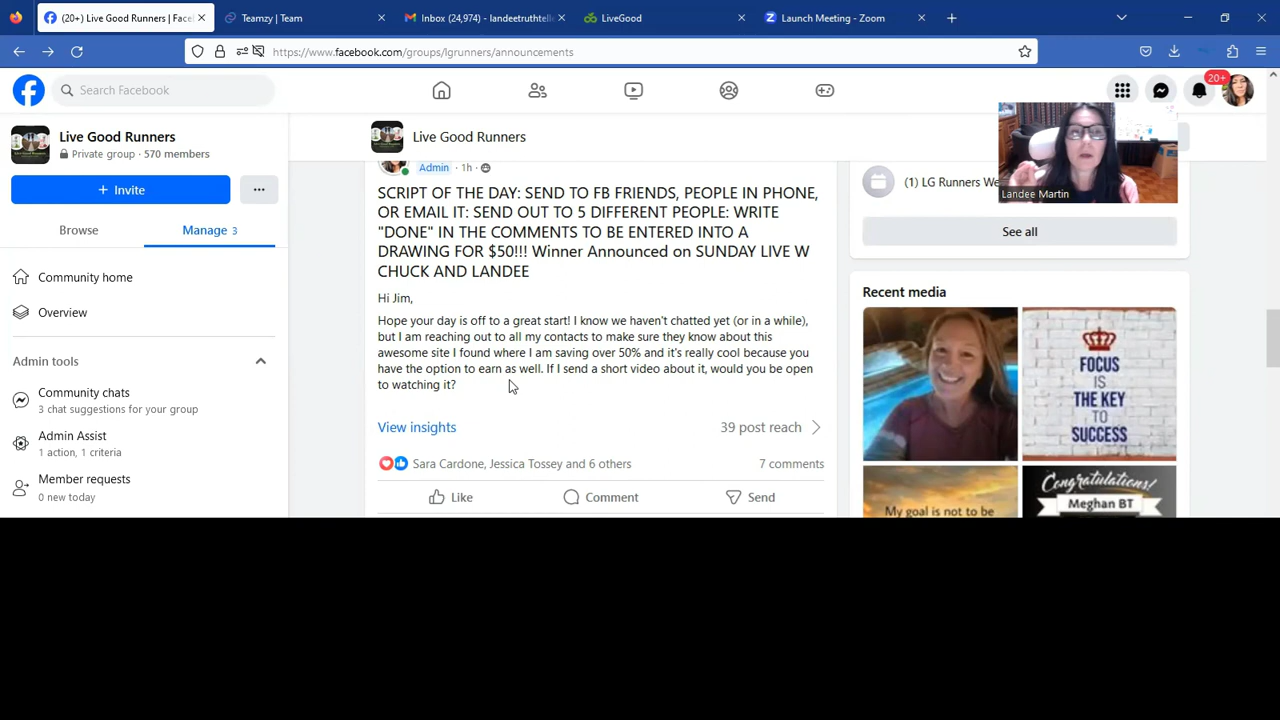 (20+) Live Good Runners | Face
Teamzy | Team
Inbox (24,974) - landeetruthtell
LiveGood
Launch Meeting - Zoom
https://www.facebook.com/groups/lgrunners/announcements
Search Facebook
20+
Live Good Runners
Private group · 570 members
+ Invite
Browse
Manage 3
Community home
Overview
Admin tools
Community chats
3 chat suggestions for your group
Admin Assist
1 action, 1 criteria
Member requests
0 new today
Live Good Runners
Admin · 1h ·
SCRIPT OF THE DAY: SEND TO FB FRIENDS, PEOPLE IN PHONE,
OR EMAIL IT: SEND OUT TO 5 DIFFERENT PEOPLE: WRITE
"DONE" IN THE COMMENTS TO BE ENTERED INTO A
DRAWING FOR $50!!! Winner Announced on SUNDAY LIVE W
CHUCK AND LANDEE
Hi Jim,
Hope your day is off to a great start! I know we haven't chatted yet (or in a while),
but I am reaching out to all my contacts to make sure they know about this
awesome site I found where I am saving over 50% and it's really cool because you
have the option to earn as well. If I send a short video about it, would you be open
to watching it?
View insights
39 post reach
Sara Cardone, Jessica Tossey and 6 others
7 comments
Like
Comment
Send
Landee Martin
(1) LG Runners We
See all
Recent media
FOCUS
IS
THE KEY
TO
SUCCESS
My goal is not to be
Congratulations!
Meghan BT